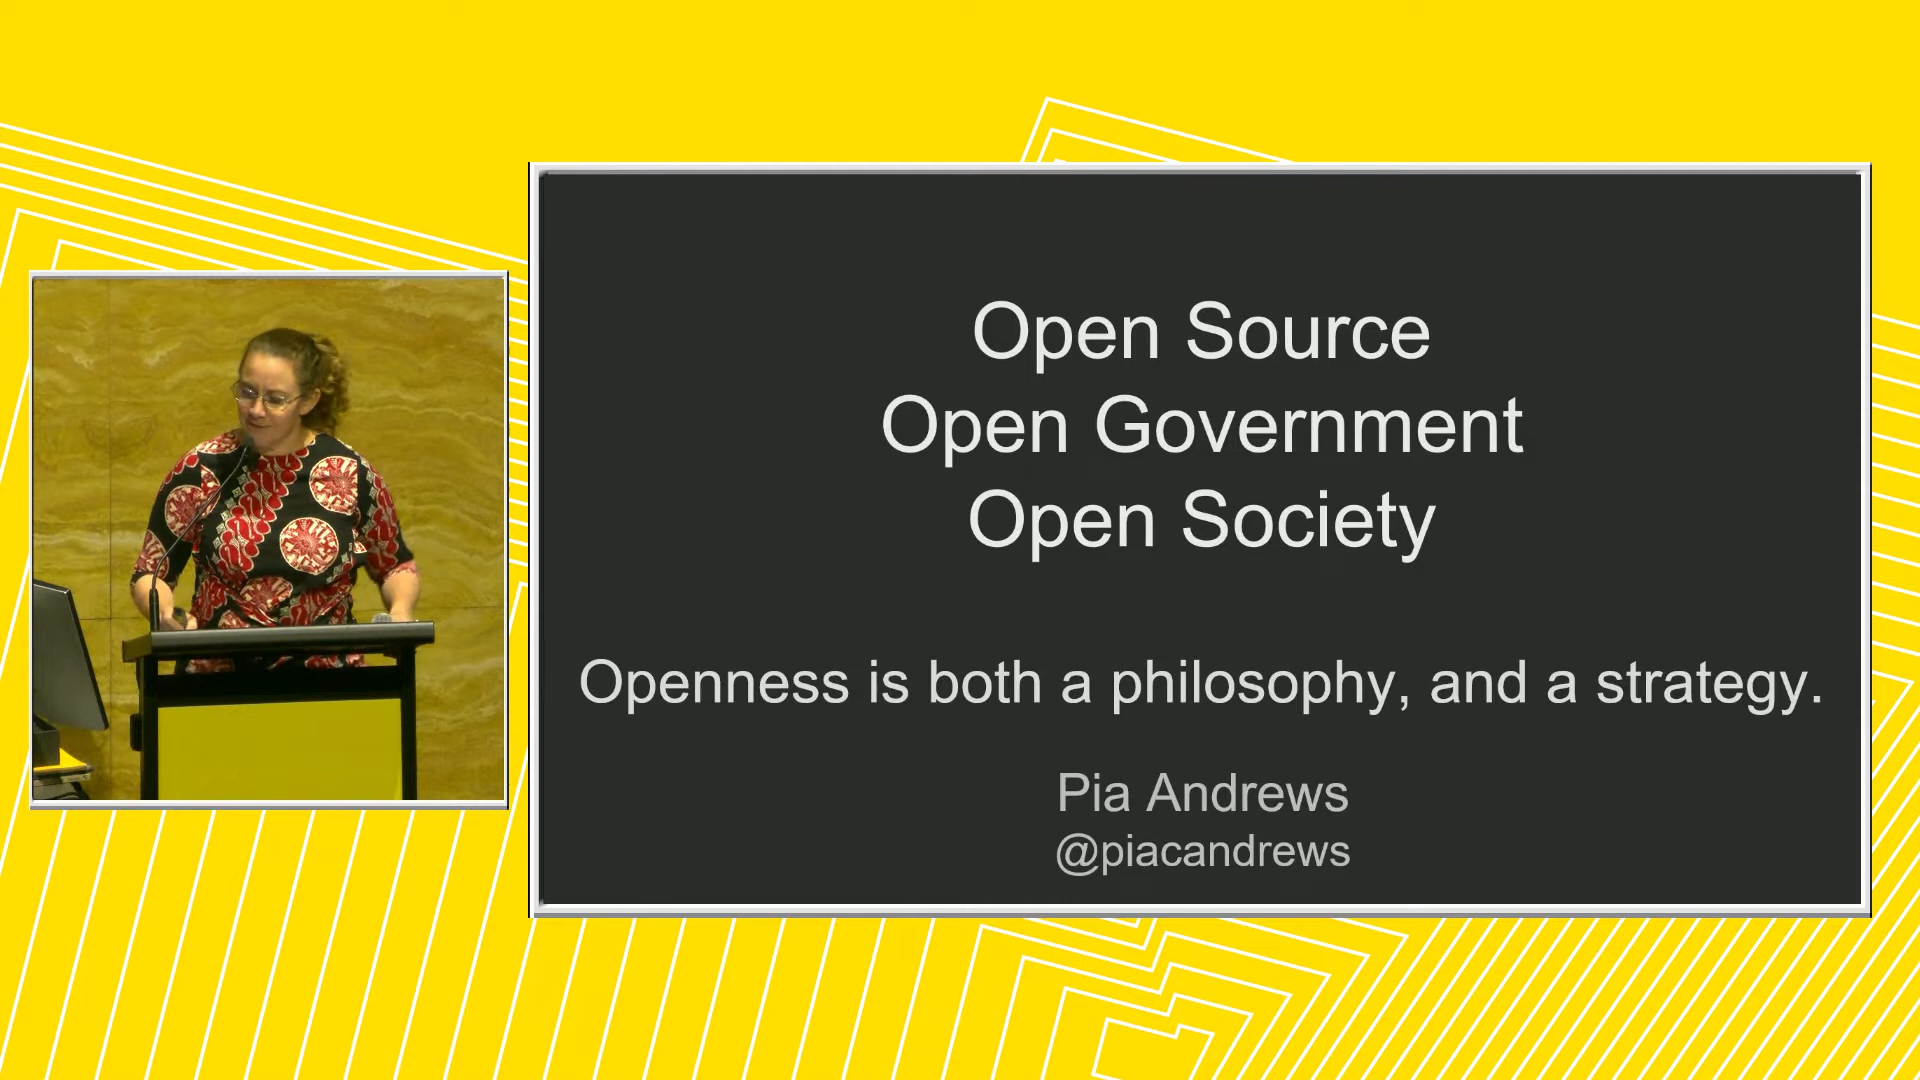 Open Source
Open Government
Open Society
Openness is both a philosophy, and a strategy.
Pia Andrews
@piacandrews